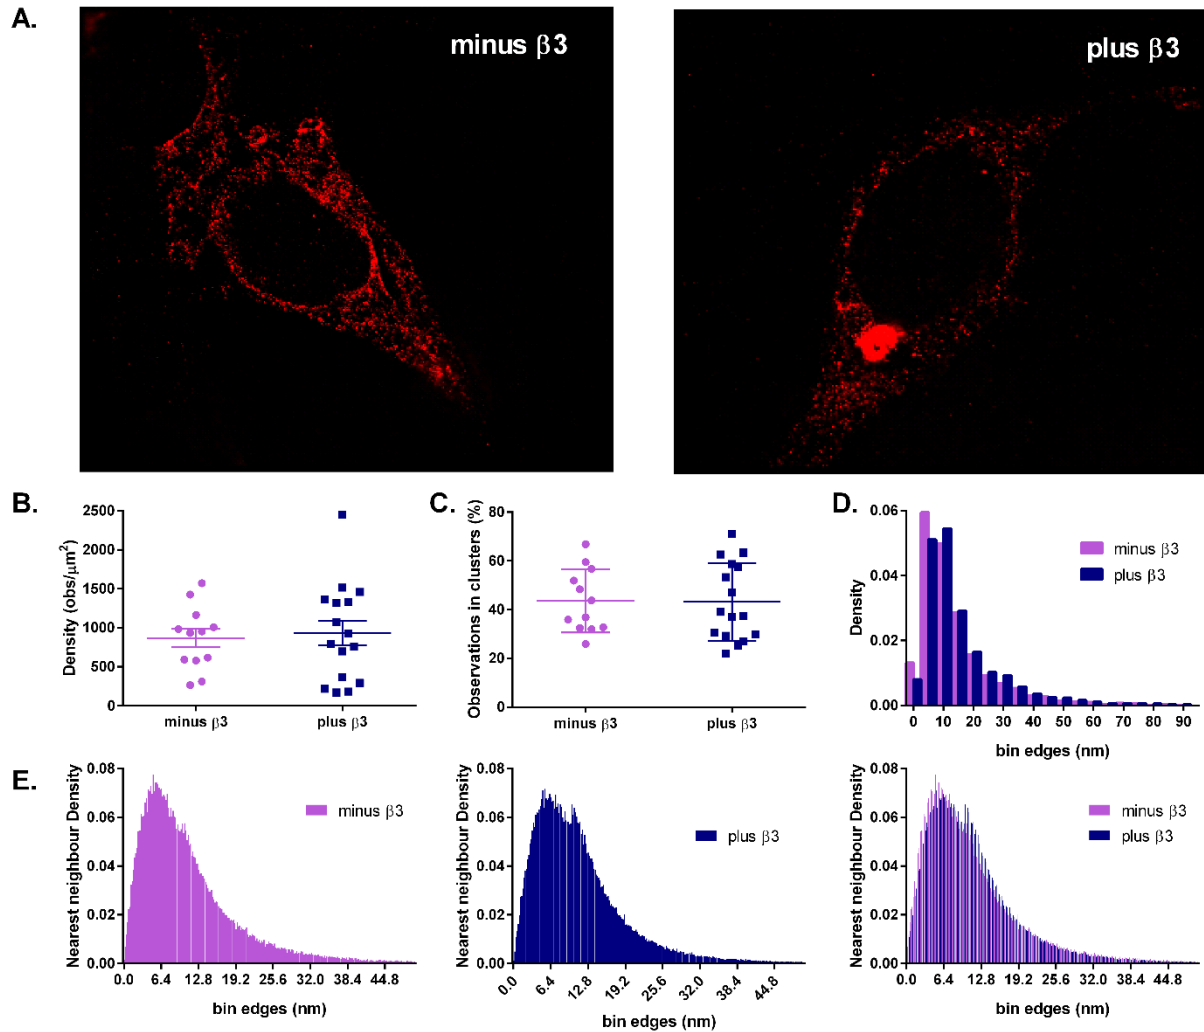 A.
minus β3
plus β3
B.
Density (obs/μm²)
2500
2000
1500
1000
500
0
minus β3
plus β3
C.
Observations in clusters (%)
80
60
40
20
0
minus β3
plus β3
D.
Density
0.06
0.04
0.02
0.00
0 10 20 30 40 50 60 70 80 90
bin edges (nm)
minus β3
plus β3
E.
Nearest neighbour Density
0.08
0.06
0.04
0.02
0.00
0.0 6.4 12.8 19.2 25.6 32.0 38.4 44.8
bin edges (nm)
minus β3
Nearest neighbour Density
0.08
0.06
0.04
0.02
0.00
0.0 6.4 12.8 19.2 25.6 32.0 38.4 44.8
bin edges (nm)
plus β3
Nearest neighbour Density
0.08
0.06
0.04
0.02
0.00
0.0 6.4 12.8 19.2 25.6 32.0 38.4 44.8
bin edges (nm)
minus β3
plus β3